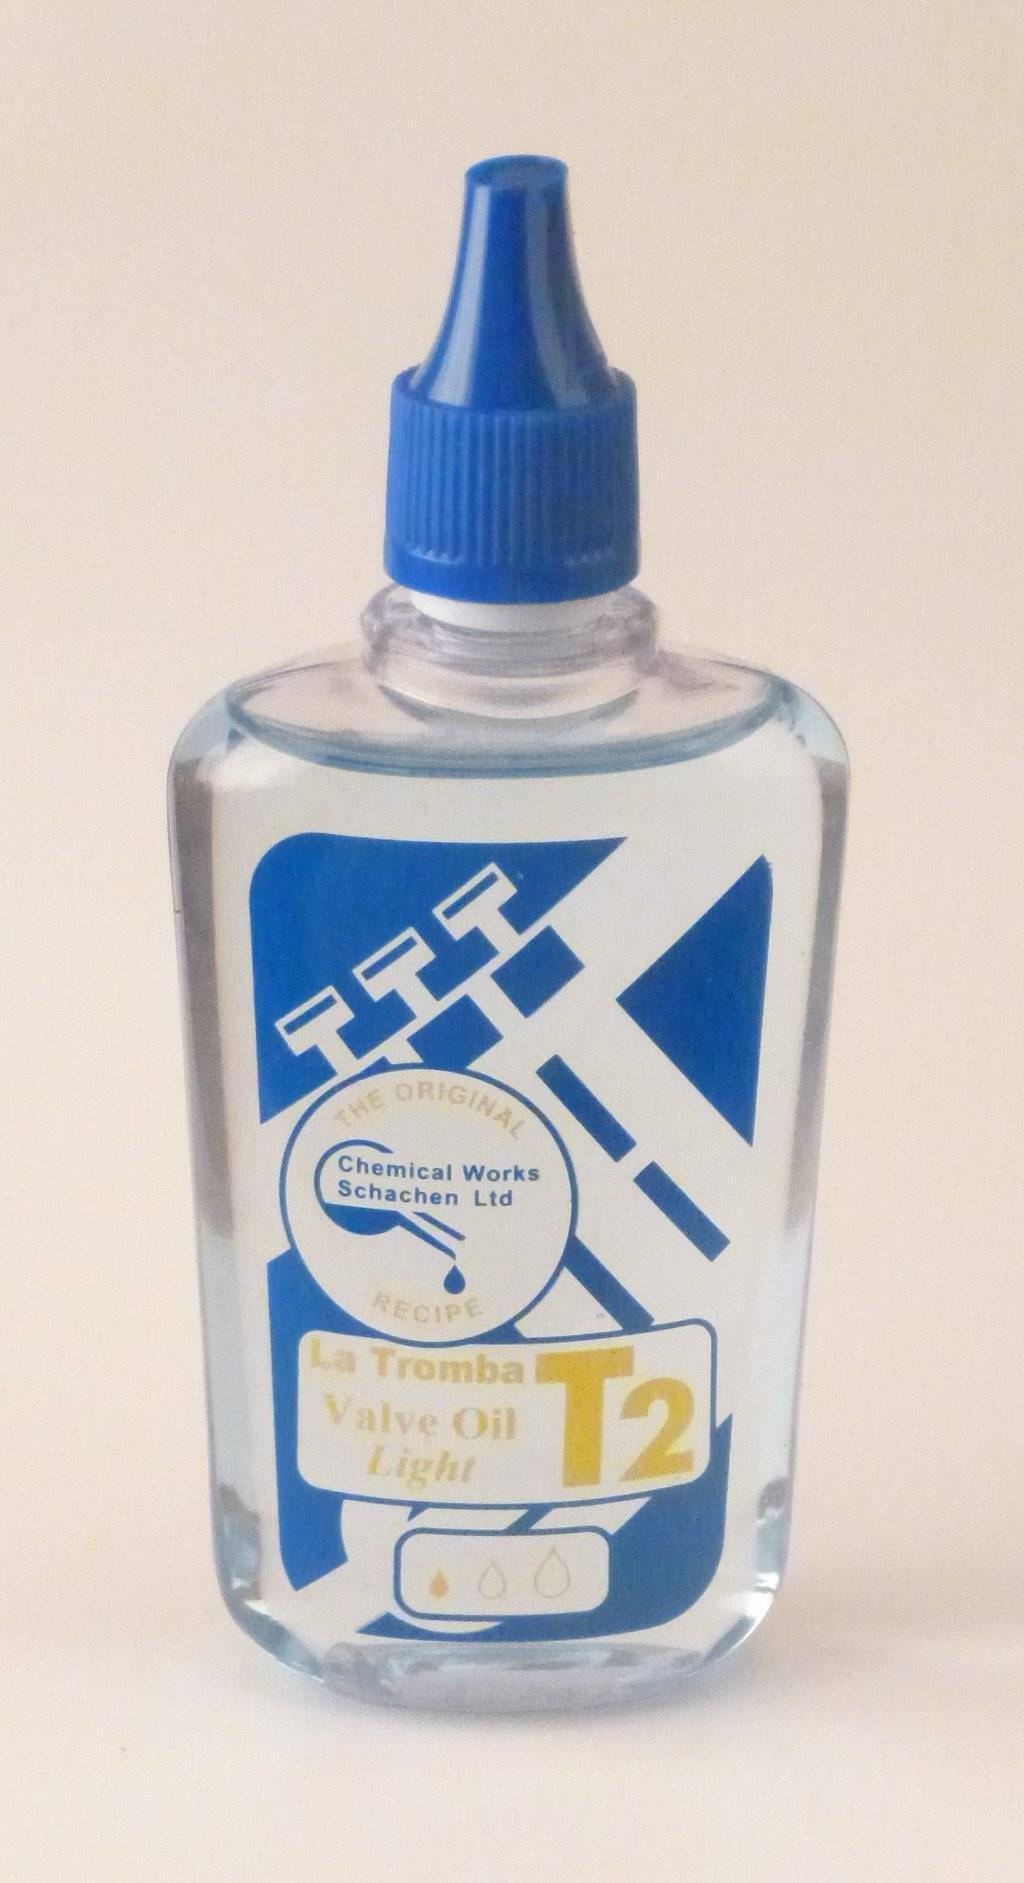 THE ORIGINAL
Chemical Works
Schachen Ltd
RECIPE
La Tromba
Valve Oil
Light
T2